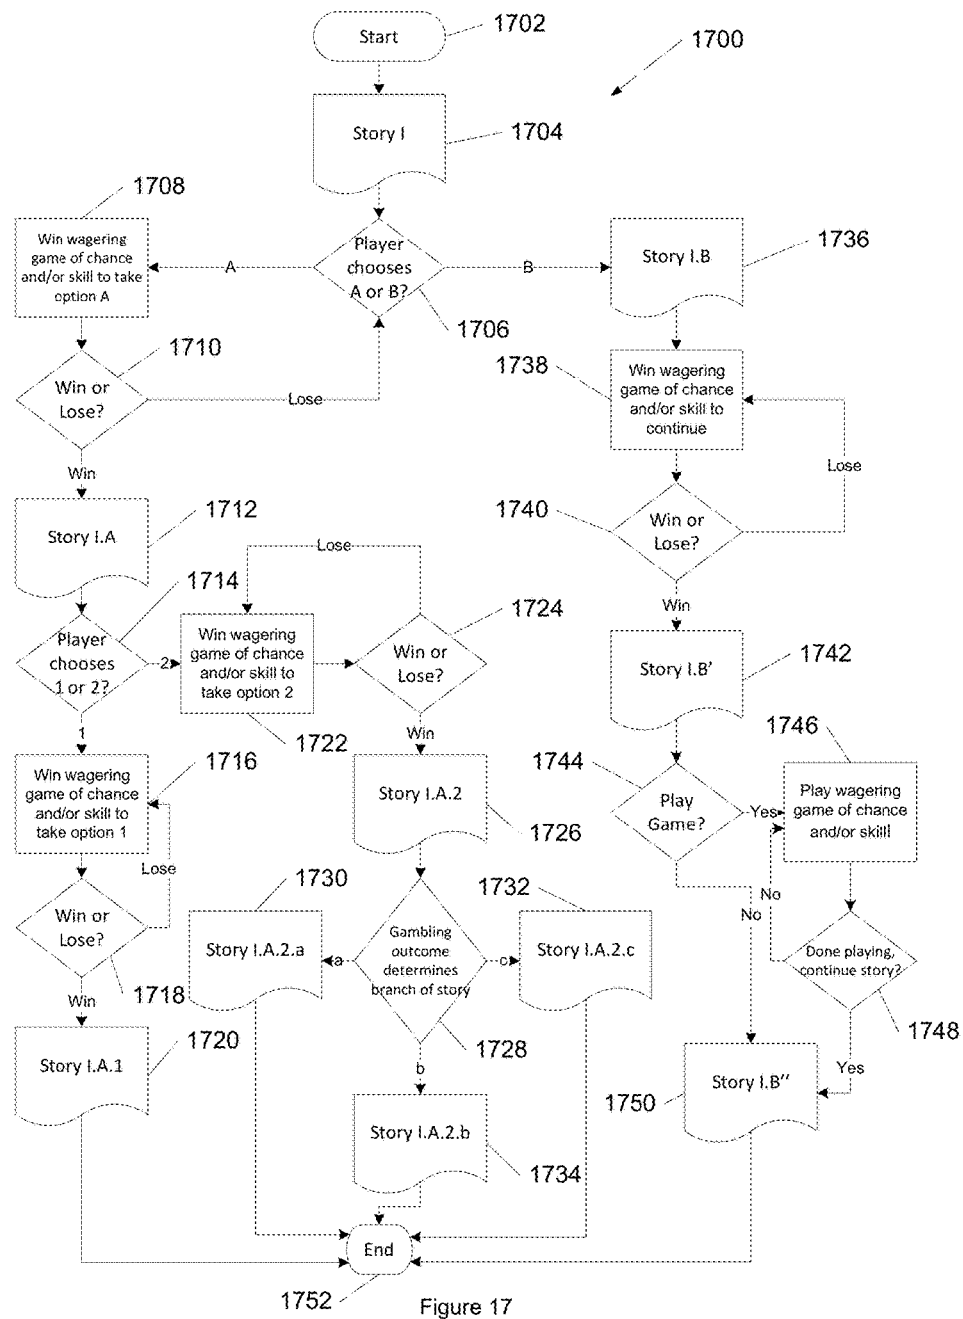 Start
1702
1700
Story I
1704
1708
Win wagering
game of chance
and/or skill to take
option A
A
Player
chooses
A or B?
1706
B
Story I.B
1736
1710
Win or
Lose?
Lose
Win
1738
Win wagering
game of chance
and/or skill to
continue
Lose
1740
Win or
Lose?
Win
Story I.A
1712
1714
Player
chooses
1 or 2?
2
1
Lose
Win wagering
game of chance
and/or skill to
take option 2
1722
1724
Win or
Lose?
Win
Story I.B'
1742
1716
Win wagering
game of chance
and/or skill to
take option 1
Lose
Story I.A.2
1726
1744
Play
Game?
Yes
No
1746
Play wagering
game of chance
and/or skill
No
Win or
Lose?
1718
Win
1730
Story I.A.2.a
a
Gambling
outcome
determines
branch of story
1728
c
b
1732
Story I.A.2.c
Done playing,
continue story?
1748
Yes
Story I.A.1
1720
Story I.A.2.b
1734
1750
Story I.B''
End
1752
Figure 17